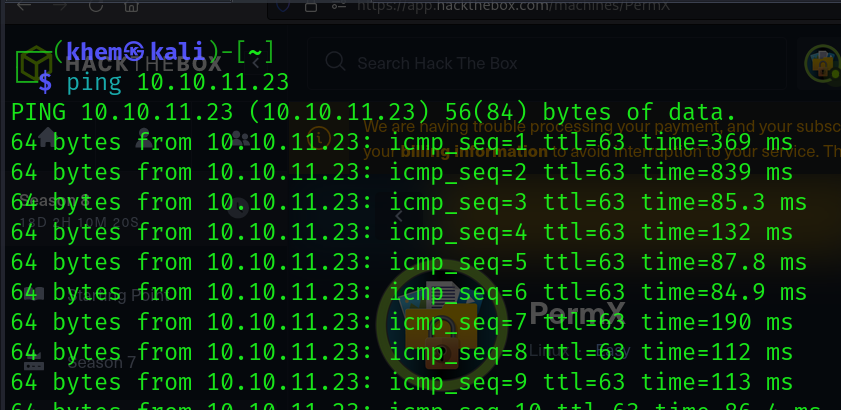 https://app.hackthebox.com/machines/PermX
(khem㉿kali)-[~]
HACKTHEBOX
Search Hack The Box
$ ping 10.10.11.23
PING 10.10.11.23 (10.10.11.23) 56(84) bytes of data.
We are having trouble processing your payment, and your subsc
64 bytes from 10.10.11.23: icmp_seq=1 ttl=63 time=369 ms
your billing information to avoid interruption to your service. Th
64 bytes from 10.10.11.23: icmp_seq=2 ttl=63 time=839 ms
Season 8
64 bytes from 10.10.11.23: icmp_seq=3 ttl=63 time=85.3 ms
10M 20S
64 bytes from 10.10.11.23: icmp_seq=4 ttl=63 time=132 ms
64 bytes from 10.10.11.23: icmp_seq=5 ttl=63 time=87.8 ms
64 bytes from 10.10.11.23: icmp_seq=6 ttl=63 time=84.9 ms
Starting Point
PermX
64 bytes from 10.10.11.23: icmp_seq=7 ttl=63 time=190 ms
64 bytes from 10.10.11.23: icmp_seq=8 ttl=63 time=112 ms
Linux Easy
Season 7
64 bytes from 10.10.11.23: icmp_seq=9 ttl=63 time=113 ms
64 bytes from 10.10.11.23: icmp_seq=10 ttl=63 time=86.4 ms